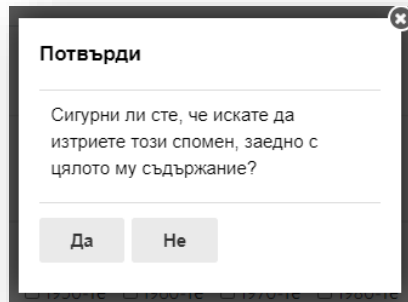 Потвърди
Сигурни ли сте, че искате да
изтриете този спомен, заедно с
цялото му съдържание?
Да Не